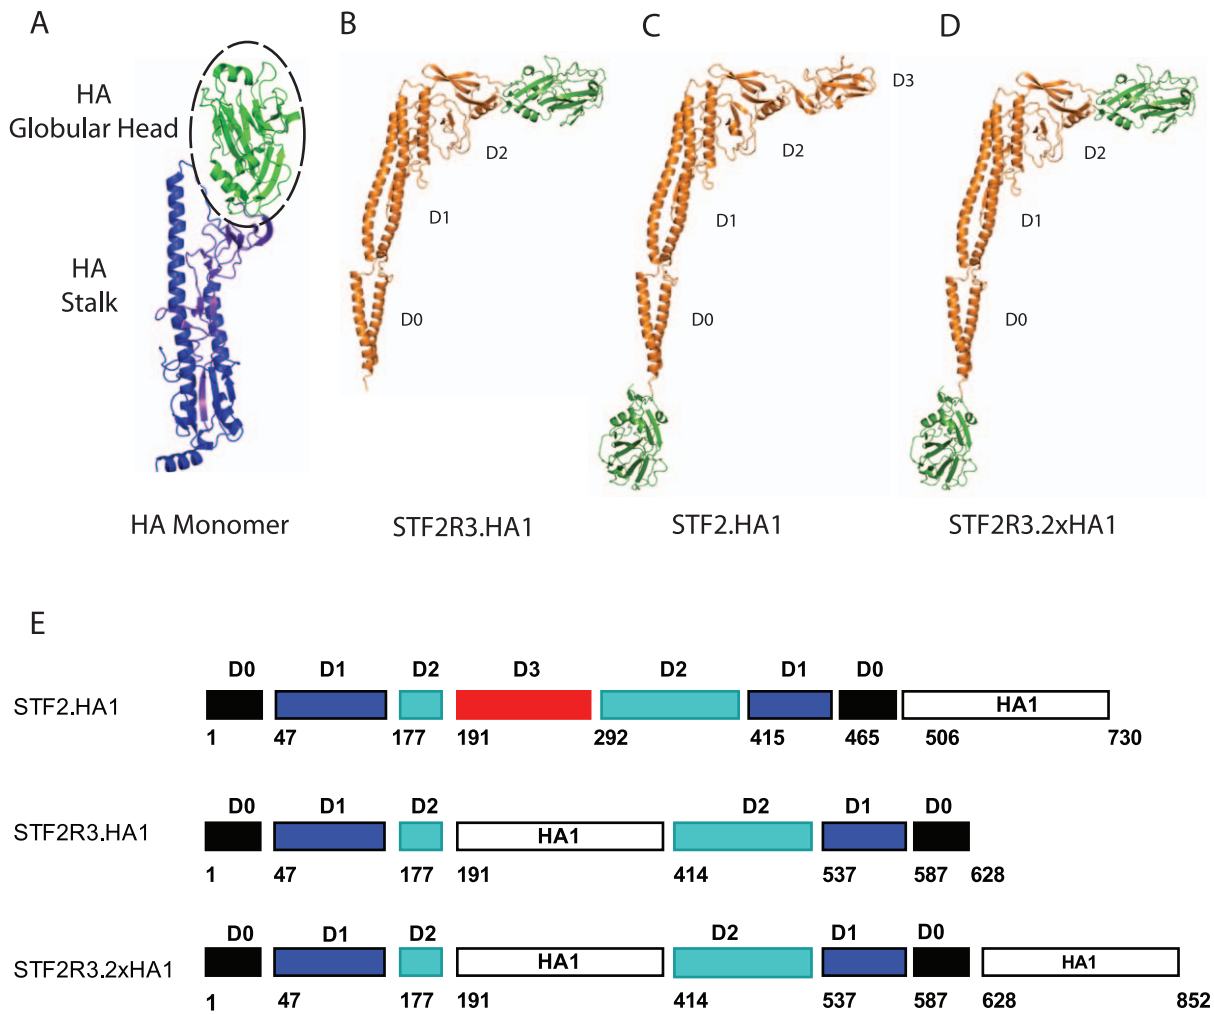 A
B
C
D
HA
Globular Head
HA
Stalk
D2
D1
D0
D3
D2
D1
D0
D2
D1
D0
HA Monomer
STF2R3.HA1
STF2.HA1
STF2R3.2xHA1
E
D0 D1 D2 D3 D2 D1 D0
STF2.HA1 HA1
1 47 177 191 292 415 465 506 730
D0 D1 D2 D2 D1 D0
STF2R3.HA1 HA1
1 47 177 191 414 537 587 628
D0 D1 D2 D2 D1 D0
STF2R3.2xHA1 HA1 HA1
1 47 177 191 414 537 587 628 852